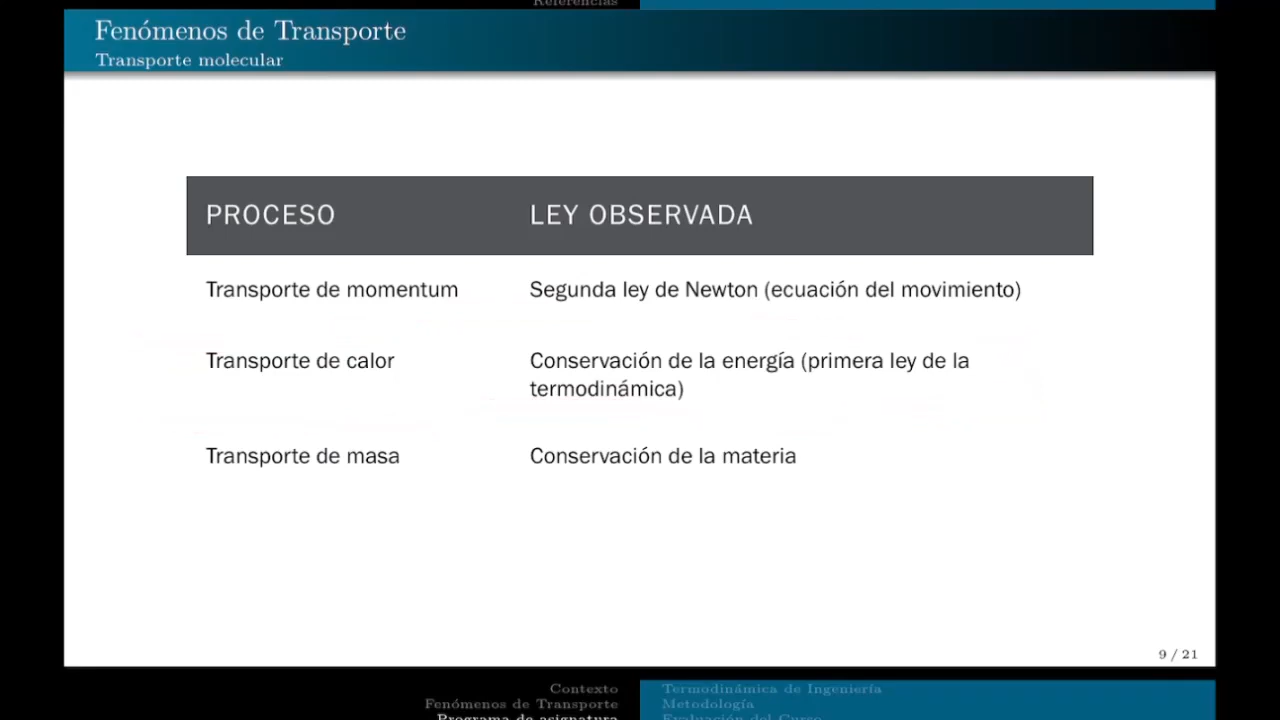 Referencias
Fenómenos de Transporte
Transporte molecular
PROCESO LEY OBSERVADA
Transporte de momentum Segunda ley de Newton (ecuación del movimiento)
Transporte de calor Conservación de la energía (primera ley de la
termodinámica)
Transporte de masa Conservación de la materia
9 / 21
Contexto
Fenómenos de Transporte
Programa de asignatura
Termodinámica de Ingeniería
Metodología
Evaluación del Curso